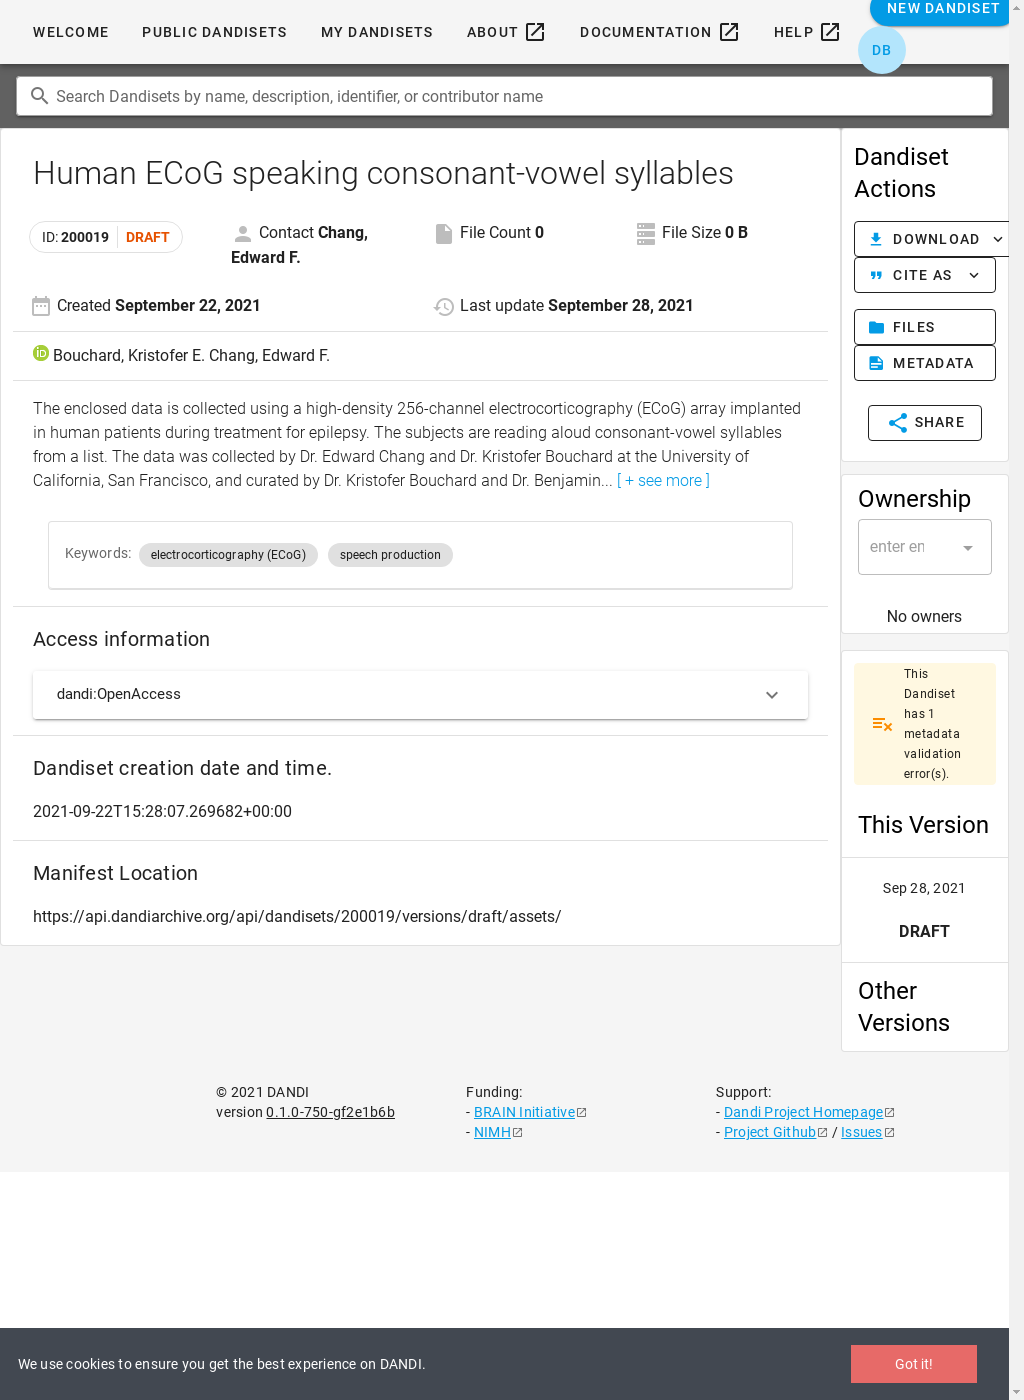 WELCOME
PUBLIC DANDISETS
MY DANDISETS
ABOUT
DOCUMENTATION
HELP
NEW DANDISET
DB
Search Dandisets by name, description, identifier, or contributor name
Human ECoG speaking consonant-vowel syllables
ID: 200019 DRAFT
Contact Chang,
Edward F.
File Count 0
File Size 0 B
Created September 22, 2021
Last update September 28, 2021
Bouchard, Kristofer E. Chang, Edward F.
The enclosed data is collected using a high-density 256-channel electrocorticography (ECoG) array implanted
in human patients during treatment for epilepsy. The subjects are reading aloud consonant-vowel syllables
from a list. The data was collected by Dr. Edward Chang and Dr. Kristofer Bouchard at the University of
California, San Francisco, and curated by Dr. Kristofer Bouchard and Dr. Benjamin... [ + see more ]
Keywords: electrocorticography (ECoG) speech production
Access information
dandi:OpenAccess
Dandiset creation date and time.
2021-09-22T15:28:07.269682+00:00
Manifest Location
https://api.dandiarchive.org/api/dandisets/200019/versions/draft/assets/
Dandiset
Actions
DOWNLOAD
CITE AS
FILES
METADATA
SHARE
Ownership
enter en
No owners
This
Dandiset
has 1
metadata
validation
error(s).
This Version
Sep 28, 2021
DRAFT
Other
Versions
© 2021 DANDI
version 0.1.0-750-gf2e1b6b
Funding:
- BRAIN Initiative
- NIMH
Support:
- Dandi Project Homepage
- Project Github / Issues
We use cookies to ensure you get the best experience on DANDI.
Got it!